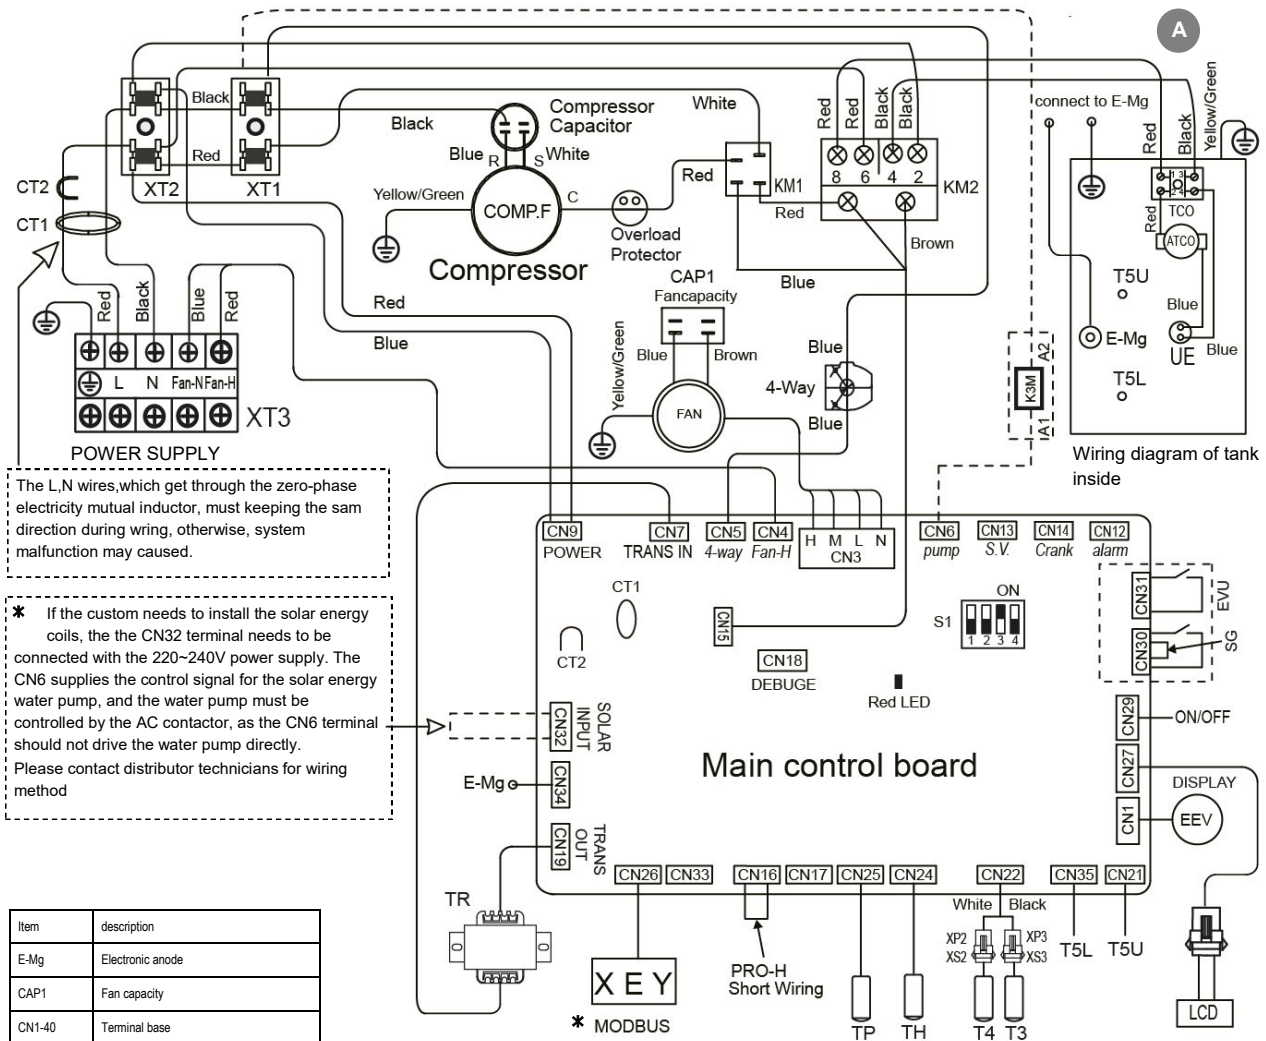 A
connect to E-Mg
Black
White
Red
Red
Black
Black
Red
Black
Yellow/Green
Compressor
Capacitor
Black
Blue
White
R
S
Red
XT2
XT1
CT2
CT1
Yellow/Green
COMP.F
C
Red
KM1
Red
8 6 4 2
KM2
1 3
2 4
TCO
Red
ATCO
Overload
Protector
Compressor
Brown
CAP1
Fancapacity
Blue
T5U
Red
Black
Blue
Red
Red
Blue
Blue
Blue
UE
E-Mg
T5L
Yellow/Green
Blue
Brown
Blue
4-Way
Blue
FAN
A2
K3M
A1
L N Fan-N Fan-H
XT3
POWER SUPPLY
Wiring diagram of tank
inside
The L,N wires,which get through the zero-phase
electricity mutual inductor, must keeping the sam
direction during wring, otherwise, system
malfunction may caused.
CN9
POWER
CN7
TRANS IN
CN5
4-way
CN4
Fan-H
H M L N
CN3
CN6
pump
CN13
S.V.
CN14
Crank
CN12
alarm
CT1
CT2
CN15
CN18
DEBUGE
ON
S1
1 2 3 4
Red LED
CN31
EVU
CN30
SG
✱ If the custom needs to install the solar energy
coils, the the CN32 terminal needs to be
connected with the 220~240V power supply. The
CN6 supplies the control signal for the solar energy
water pump, and the water pump must be
controlled by the AC contactor, as the CN6 terminal
should not drive the water pump directly.
Please contact distributor technicians for wiring
method
CN32
SOLAR
INPUT
E-Mg
CN34
CN19
TRANS
OUT
Main control board
CN29
ON/OFF
CN27
DISPLAY
CN1
EEV
CN26
CN33
CN16
CN17
CN25
CN24
CN22
CN35
CN21
White
Black
XP2
XS2
XP3
XS3
T5L
T5U
TR
PRO-H
Short Wiring
XEY
✱ MODBUS
TP
TH
T4
T3
LCD
Item description
E-Mg Electronic anode
CAP1 Fan capacity
CN1-40 Terminal base